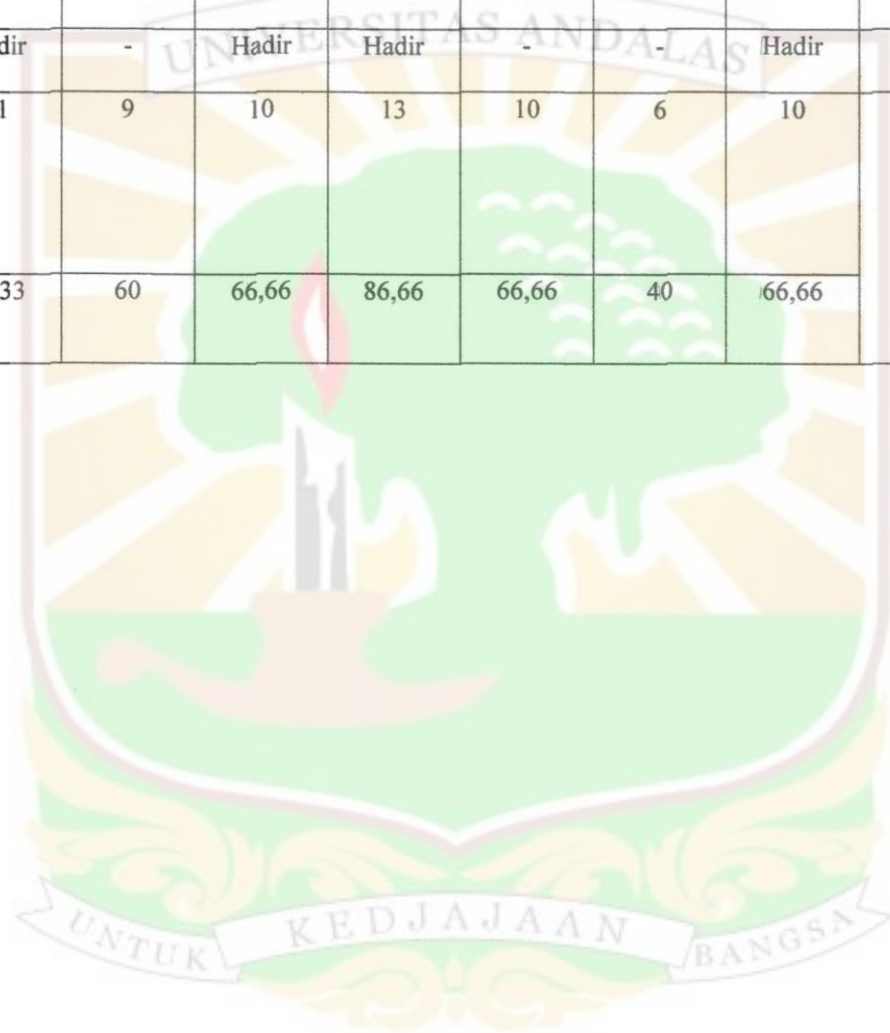 UNIVERSITAS ANDALAS
dir - Hadir Hadir - - Hadir
1 9 10 13 10 6 10
33 60 66,66 86,66 66,66 40 66,66
UNTUK KEDJAJAAN BANGSA